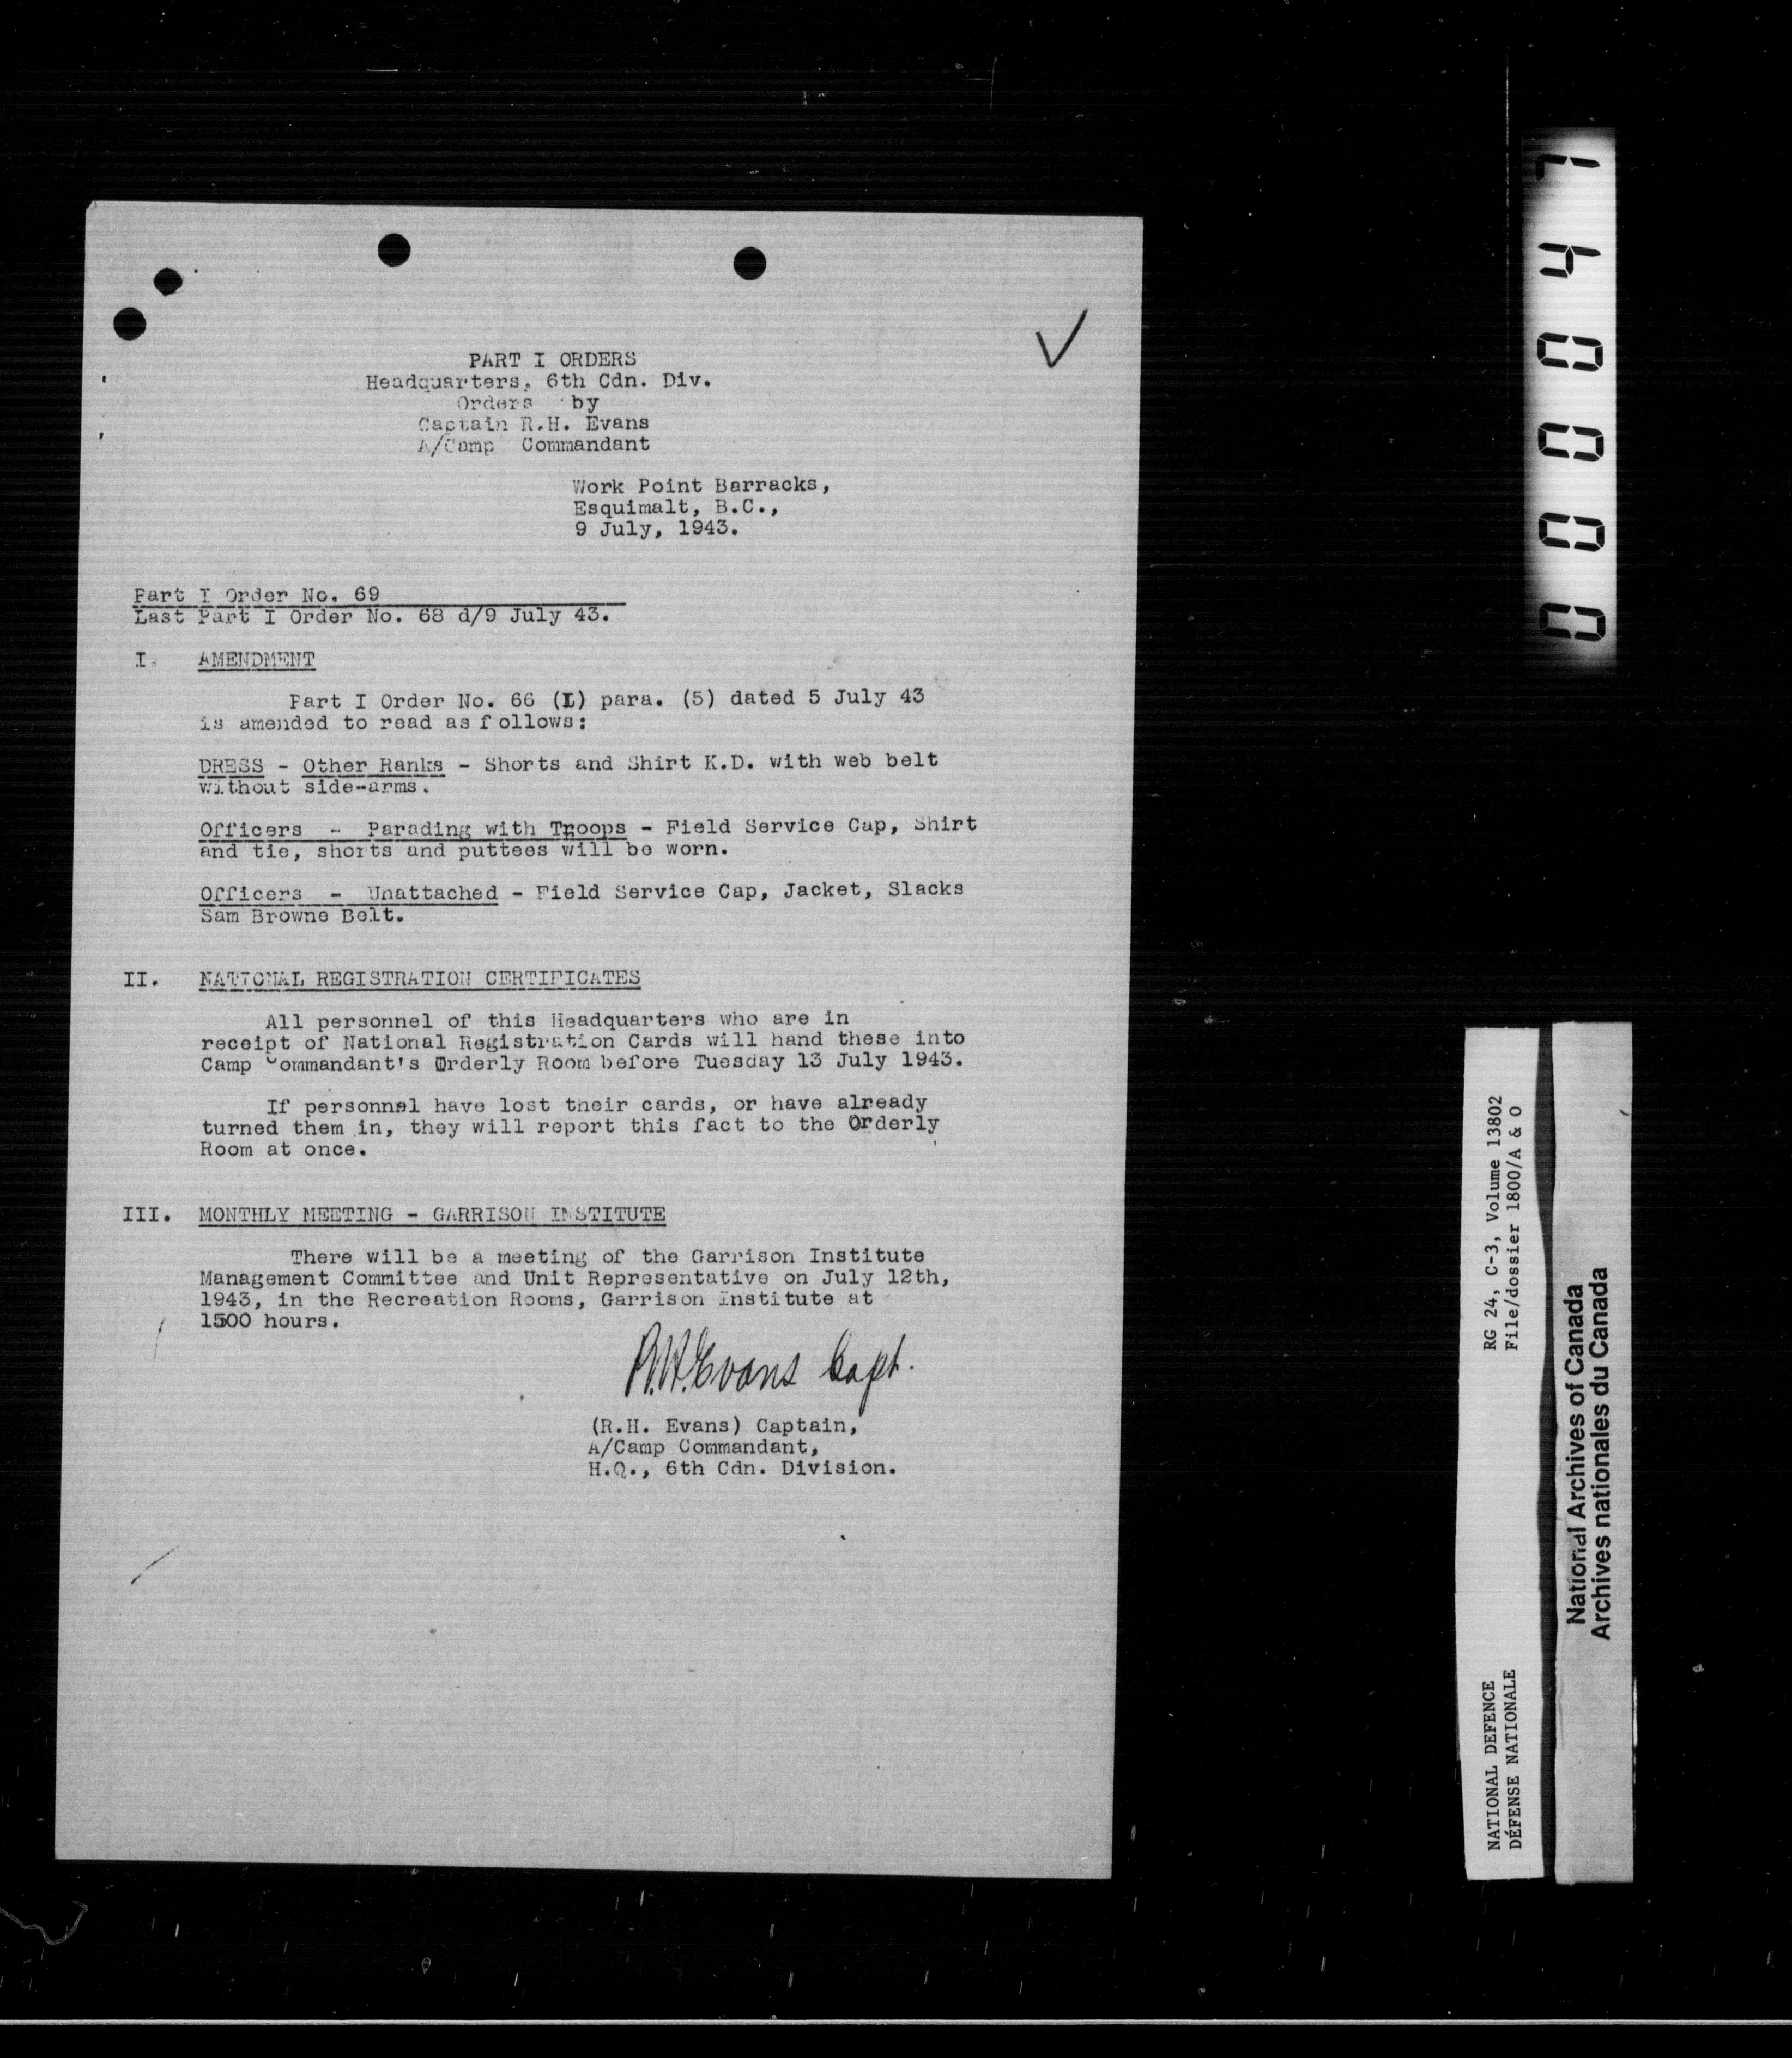 PART I ORDERS
Headquarters, 6th Cdn. Div.
Orders by
Captain R.H. Evans
A/Camp Commandant
Work Point Barracks,
Esquimalt, B.C.,
9 July, 1943.
Part I Order No. 69
Last Part I Order No. 68 d/9 July 43.
I. AMENDMENT
Part I Order No. 66 (L) para. (5) dated 5 July 43
is amended to read as follows:
DRESS - Other Ranks - Shorts and Shirt K.D. with web belt
without side-arms.
Officers - Parading with Troops - Field Service Cap, Shirt
and tie, shorts and puttees will be worn.
Officers - Unattached - Field Service Cap, Jacket, Slacks
Sam Browne Belt.
II. NATIONAL REGISTRATION CERTIFICATES
All personnel of this Headquarters who are in
receipt of National Registration Cards will hand these into
Camp Commandant's Orderly Room before Tuesday 13 July 1943.
If personnel have lost their cards, or have already
turned them in, they will report this fact to the Orderly
Room at once.
III. MONTHLY MEETING - GARRISON INSTITUTE
There will be a meeting of the Garrison Institute
Management Committee and Unit Representative on July 12th,
1943, in the Recreation Rooms, Garrison Institute at
1500 hours.
R.H. Evans Capt.
(R.H. Evans) Captain,
A/Camp Commandant,
H.Q., 6th Cdn. Division.
000047
RG 24, C-3, Volume 13802
File/dossier 1800/A & O
NATIONAL DEFENCE
DÉFENSE NATIONALE
National Archives of Canada
Archives nationales du Canada